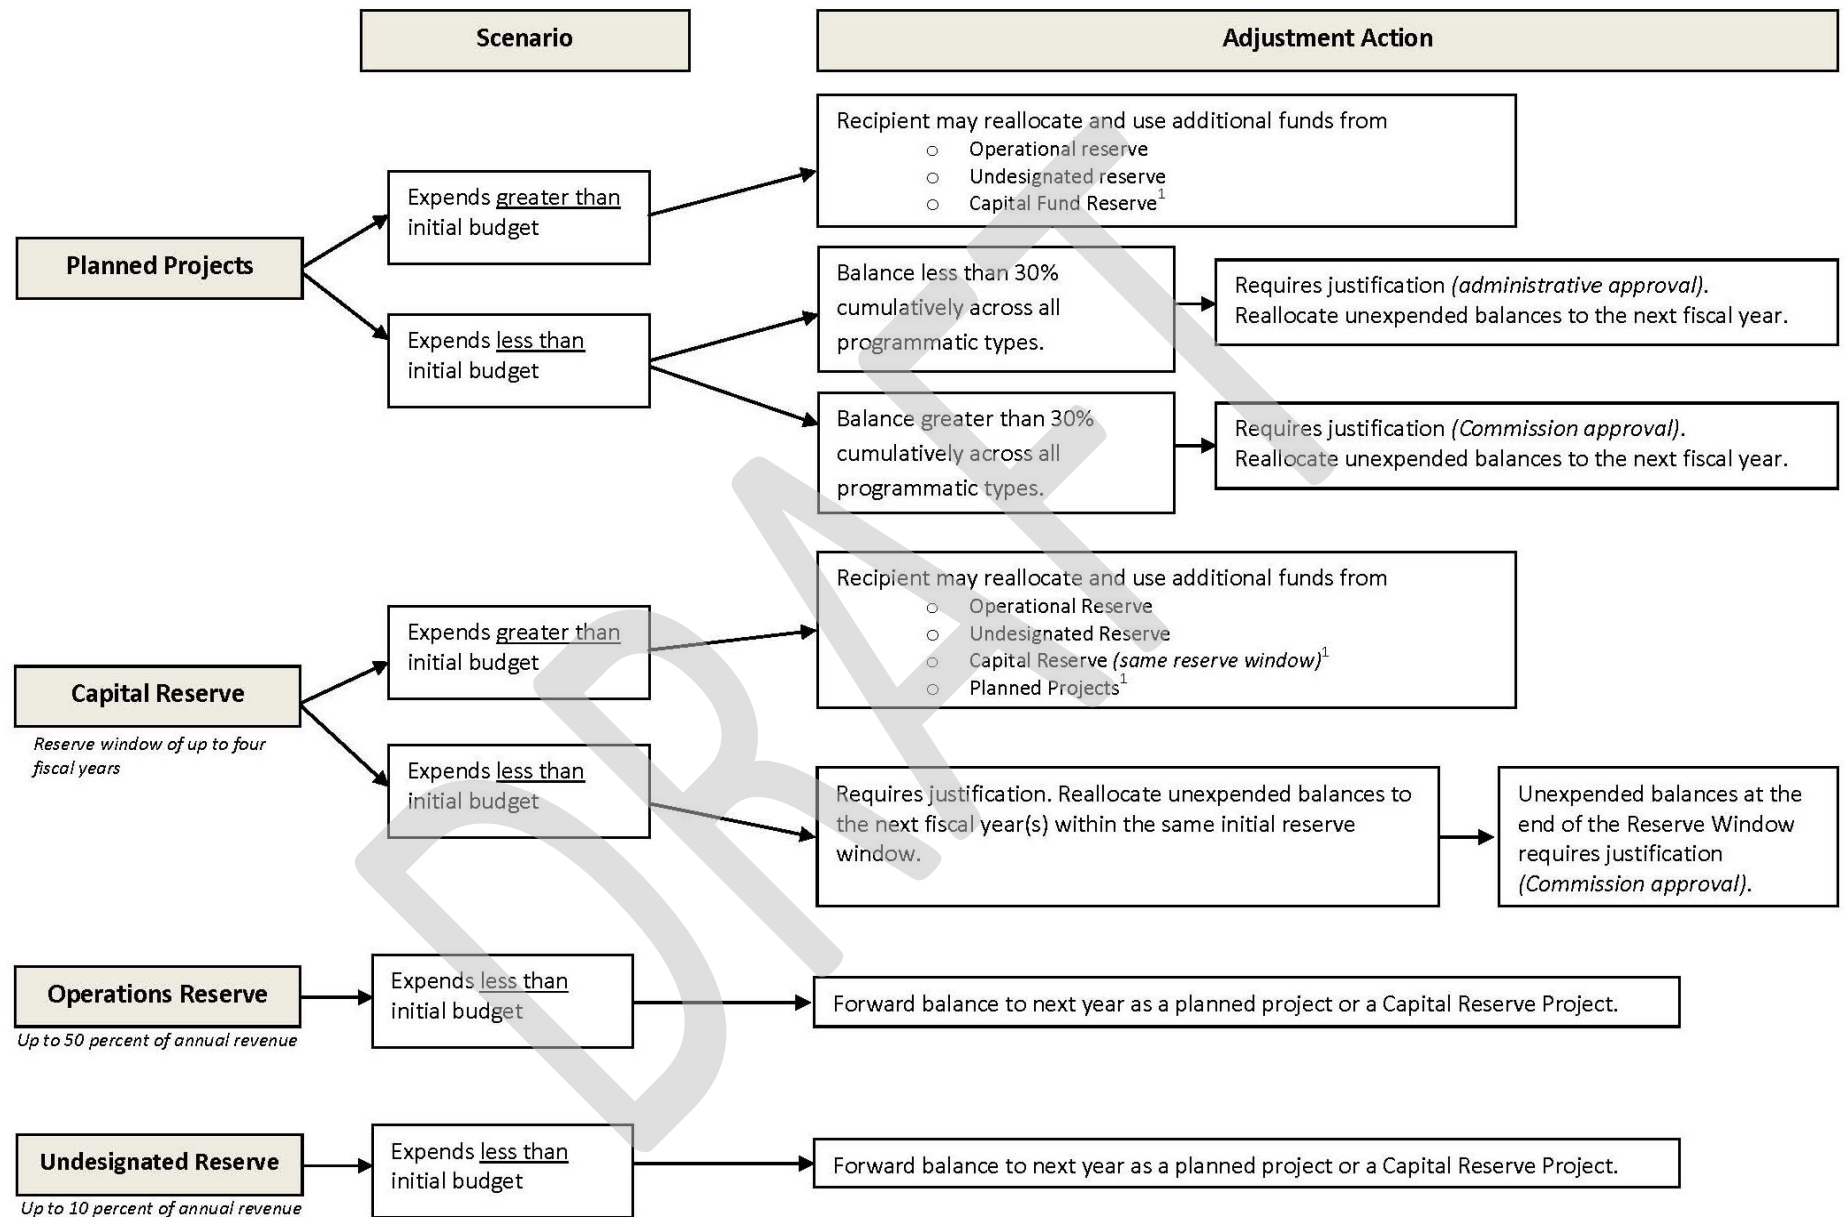 Scenario
Adjustment Action
Planned Projects
Expends greater than
initial budget
Recipient may reallocate and use additional funds from
○ Operational reserve
○ Undesignated reserve
○ Capital Fund Reserve1
Expends less than
initial budget
Balance less than 30%
cumulatively across all
programmatic types.
Requires justification (administrative approval).
Reallocate unexpended balances to the next fiscal year.
Balance greater than 30%
cumulatively across all
programmatic types.
Requires justification (Commission approval).
Reallocate unexpended balances to the next fiscal year.
Capital Reserve
Reserve window of up to four
fiscal years
Expends greater than
initial budget
Recipient may reallocate and use additional funds from
○ Operational Reserve
○ Undesignated Reserve
○ Capital Reserve (same reserve window)1
○ Planned Projects1
Expends less than
initial budget
Requires justification. Reallocate unexpended balances to
the next fiscal year(s) within the same initial reserve
window.
Unexpended balances at the
end of the Reserve Window
requires justification
(Commission approval).
Operations Reserve
Up to 50 percent of annual revenue
Expends less than
initial budget
Forward balance to next year as a planned project or a Capital Reserve Project.
Undesignated Reserve
Up to 10 percent of annual revenue
Expends less than
initial budget
Forward balance to next year as a planned project or a Capital Reserve Project.
DRAFT